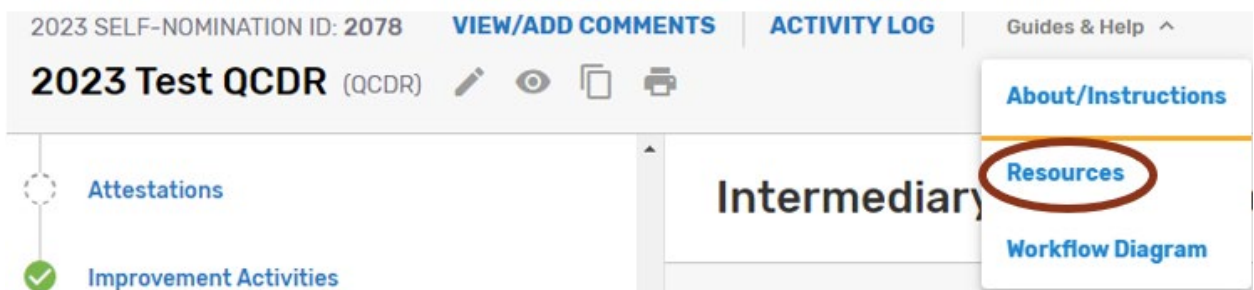 2023 SELF-NOMINATION ID: 2078 VIEW/ADD COMMENTS ACTIVITY LOG Guides & Help
2023 Test QCDR (QCDR)
About/Instructions
Attestations
Resources
Intermediary
Workflow Diagram
Improvement Activities